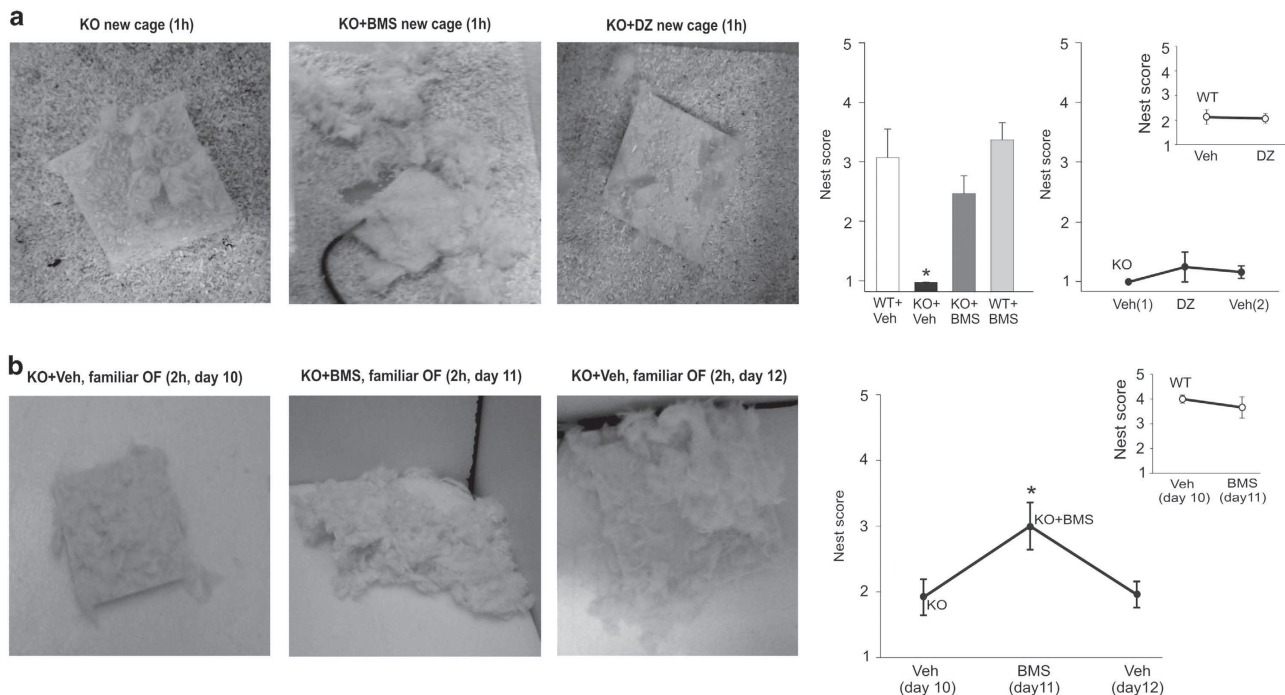 a
KO new cage (1h)
KO+BMS new cage (1h)
KO+DZ new cage (1h)
Nest score
5
4
3
2
1
*
WT+
Veh
KO+
Veh
KO+
BMS
WT+
BMS
Nest score
5
4
3
2
1
KO
Veh(1)
DZ
Veh(2)
Nest score
5
4
3
2
1
WT
Veh
DZ
b
KO+Veh, familiar OF (2h, day 10)
KO+BMS, familiar OF (2h, day 11)
KO+Veh, familiar OF (2h, day 12)
Nest score
5
4
3
2
1
*
KO+BMS
KO
Veh
(day 10)
BMS
(day11)
Veh
(day12)
Nest score
5
4
3
2
1
WT
Veh
(day 10)
BMS
(day11)